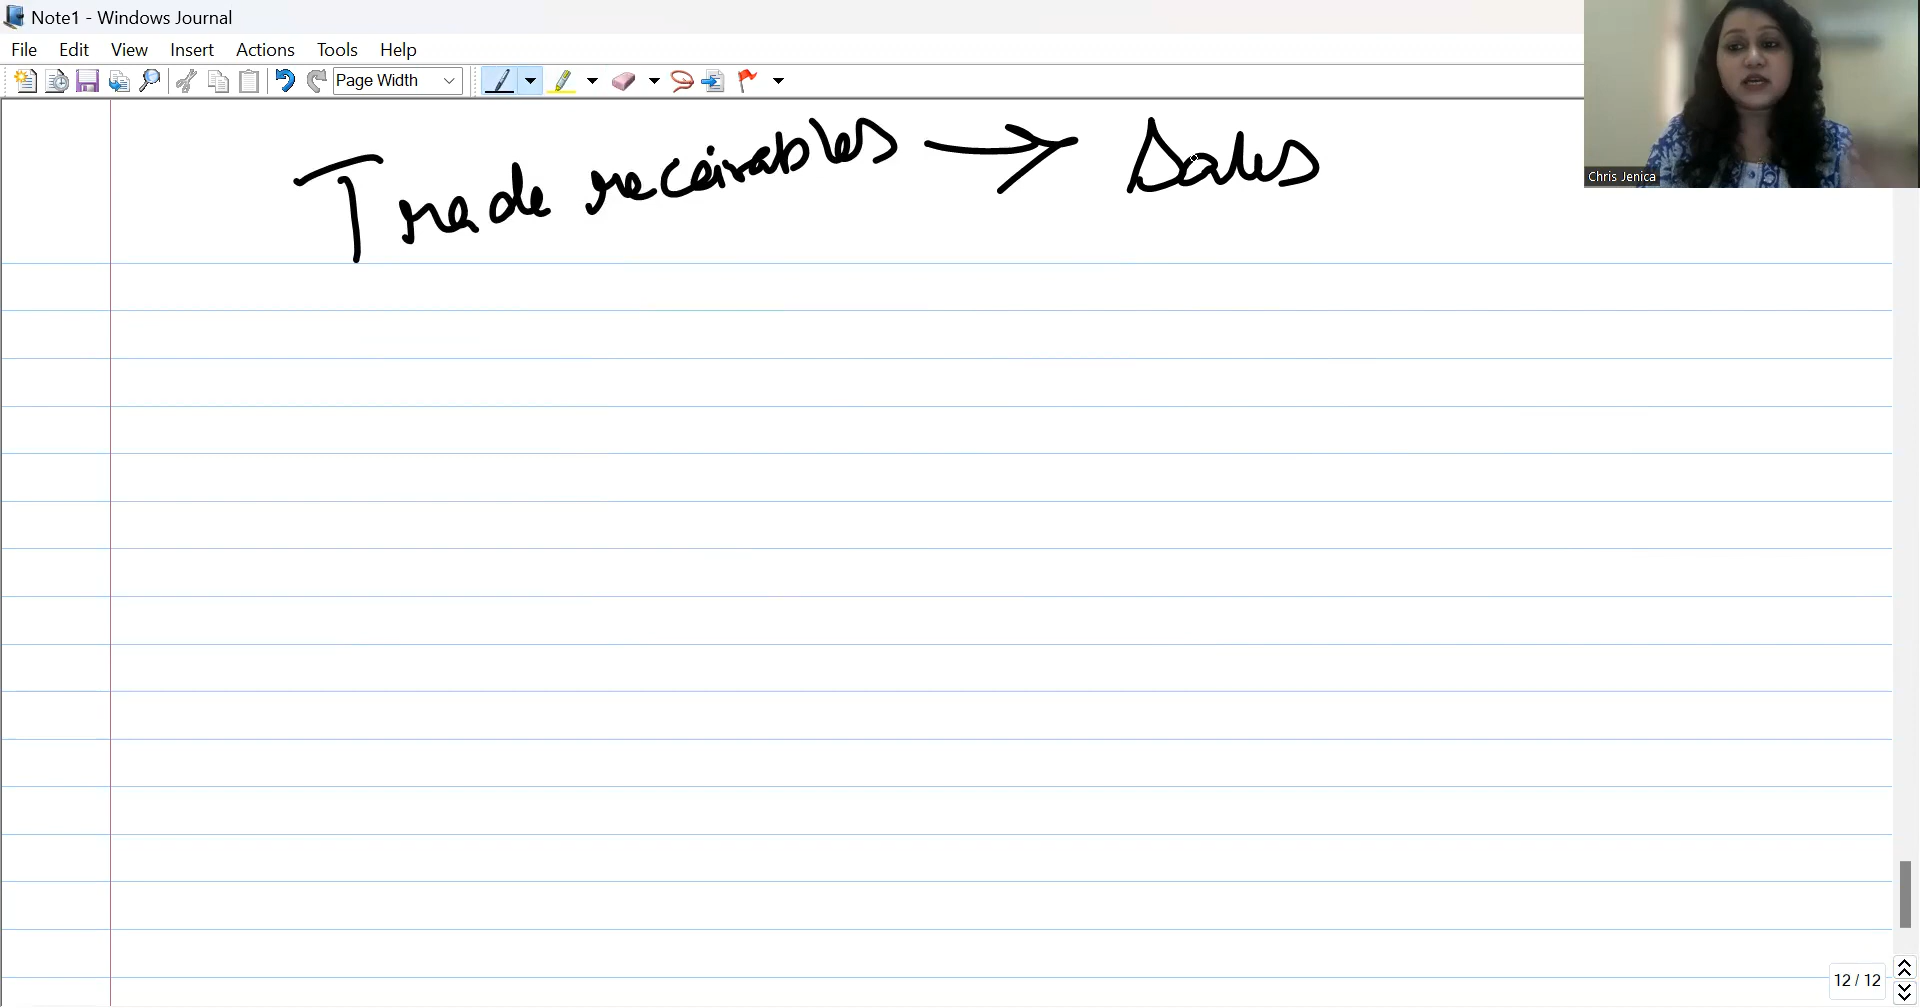 Note1 - Windows Journal
File Edit View Insert Actions Tools Help
Page Width
Trade receivables → Sales
Chris Jenica
12 / 12